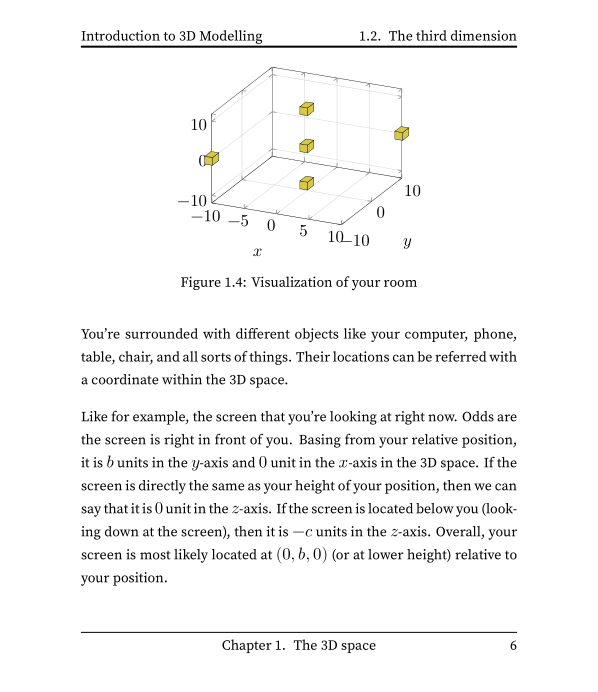 Introduction to 3D Modelling 1.2. The third dimension
10
0
−10
−10 −5 0 5 10
−10 0 10
x
y
Figure 1.4: Visualization of your room
You're surrounded with different objects like your computer, phone,
table, chair, and all sorts of things. Their locations can be referred with
a coordinate within the 3D space.
Like for example, the screen that you're looking at right now. Odds are
the screen is right in front of you. Basing from your relative position,
it is b units in the y-axis and 0 unit in the x-axis in the 3D space. If the
screen is directly the same as your height of your position, then we can
say that it is 0 unit in the z-axis. If the screen is located below you (look-
ing down at the screen), then it is −c units in the z-axis. Overall, your
screen is most likely located at (0, b, 0) (or at lower height) relative to
your position.
Chapter 1. The 3D space 6